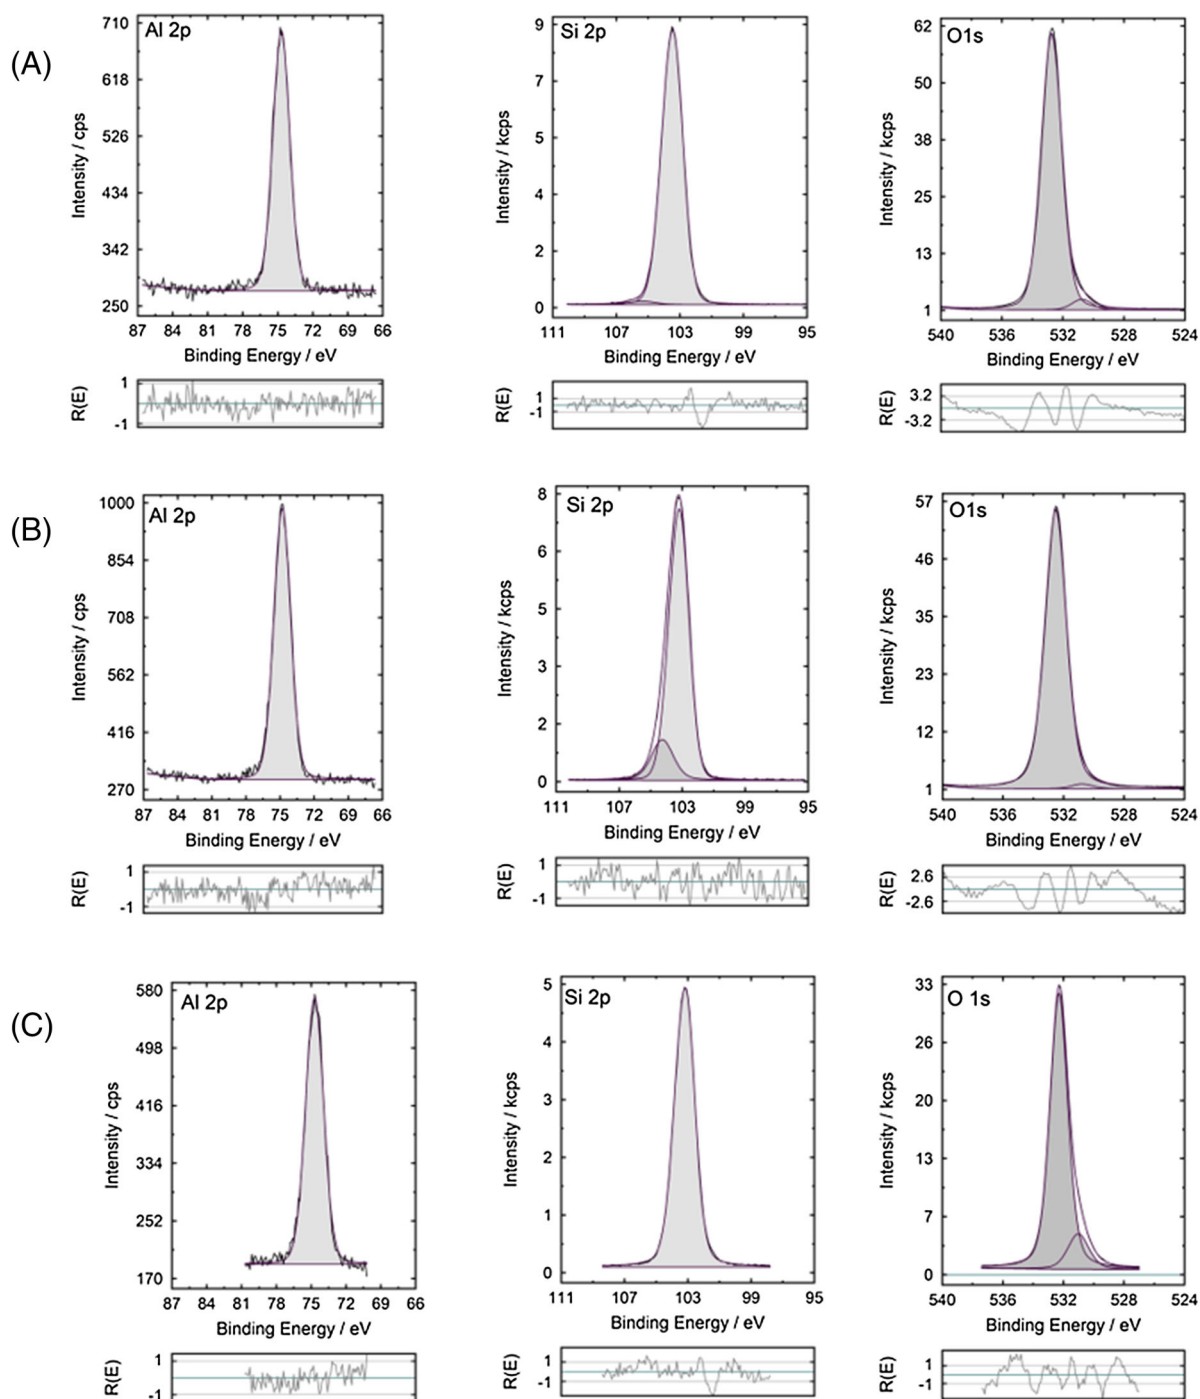 (A)
Al 2p
710
618
526
434
342
250
Intensity / cps
87 84 81 78 75 72 69 66
Binding Energy / eV
R(E)
1
-1
Si 2p
9
7
5
4
2
0
Intensity / kcps
111 107 103 99 95
Binding Energy / eV
R(E)
1
-1
O1s
62
50
38
25
13
1
Intensity / kcps
540 536 532 528 524
Binding Energy / eV
R(E)
3.2
-3.2
(B)
Al 2p
1000
854
708
562
416
270
Intensity / cps
87 84 81 78 75 72 69 66
Binding Energy / eV
R(E)
1
-1
Si 2p
8
6
5
3
2
0
Intensity / kcps
111 107 103 99 95
Binding Energy / eV
R(E)
1
-1
O1s
57
46
35
23
12
1
Intensity / kcps
540 536 532 528 524
Binding Energy / eV
R(E)
2.6
-2.6
(C)
Al 2p
580
498
416
334
252
170
Intensity / cps
87 84 81 78 75 72 69 66
Binding Energy / eV
R(E)
1
-1
Si 2p
5
4
3
2
1
0
Intensity / kcps
111 107 103 99 95
Binding Energy / eV
R(E)
1
-1
O 1s
33
26
20
13
7
0
Intensity / kcps
540 536 532 528 524
Binding Energy / eV
R(E)
1
-1